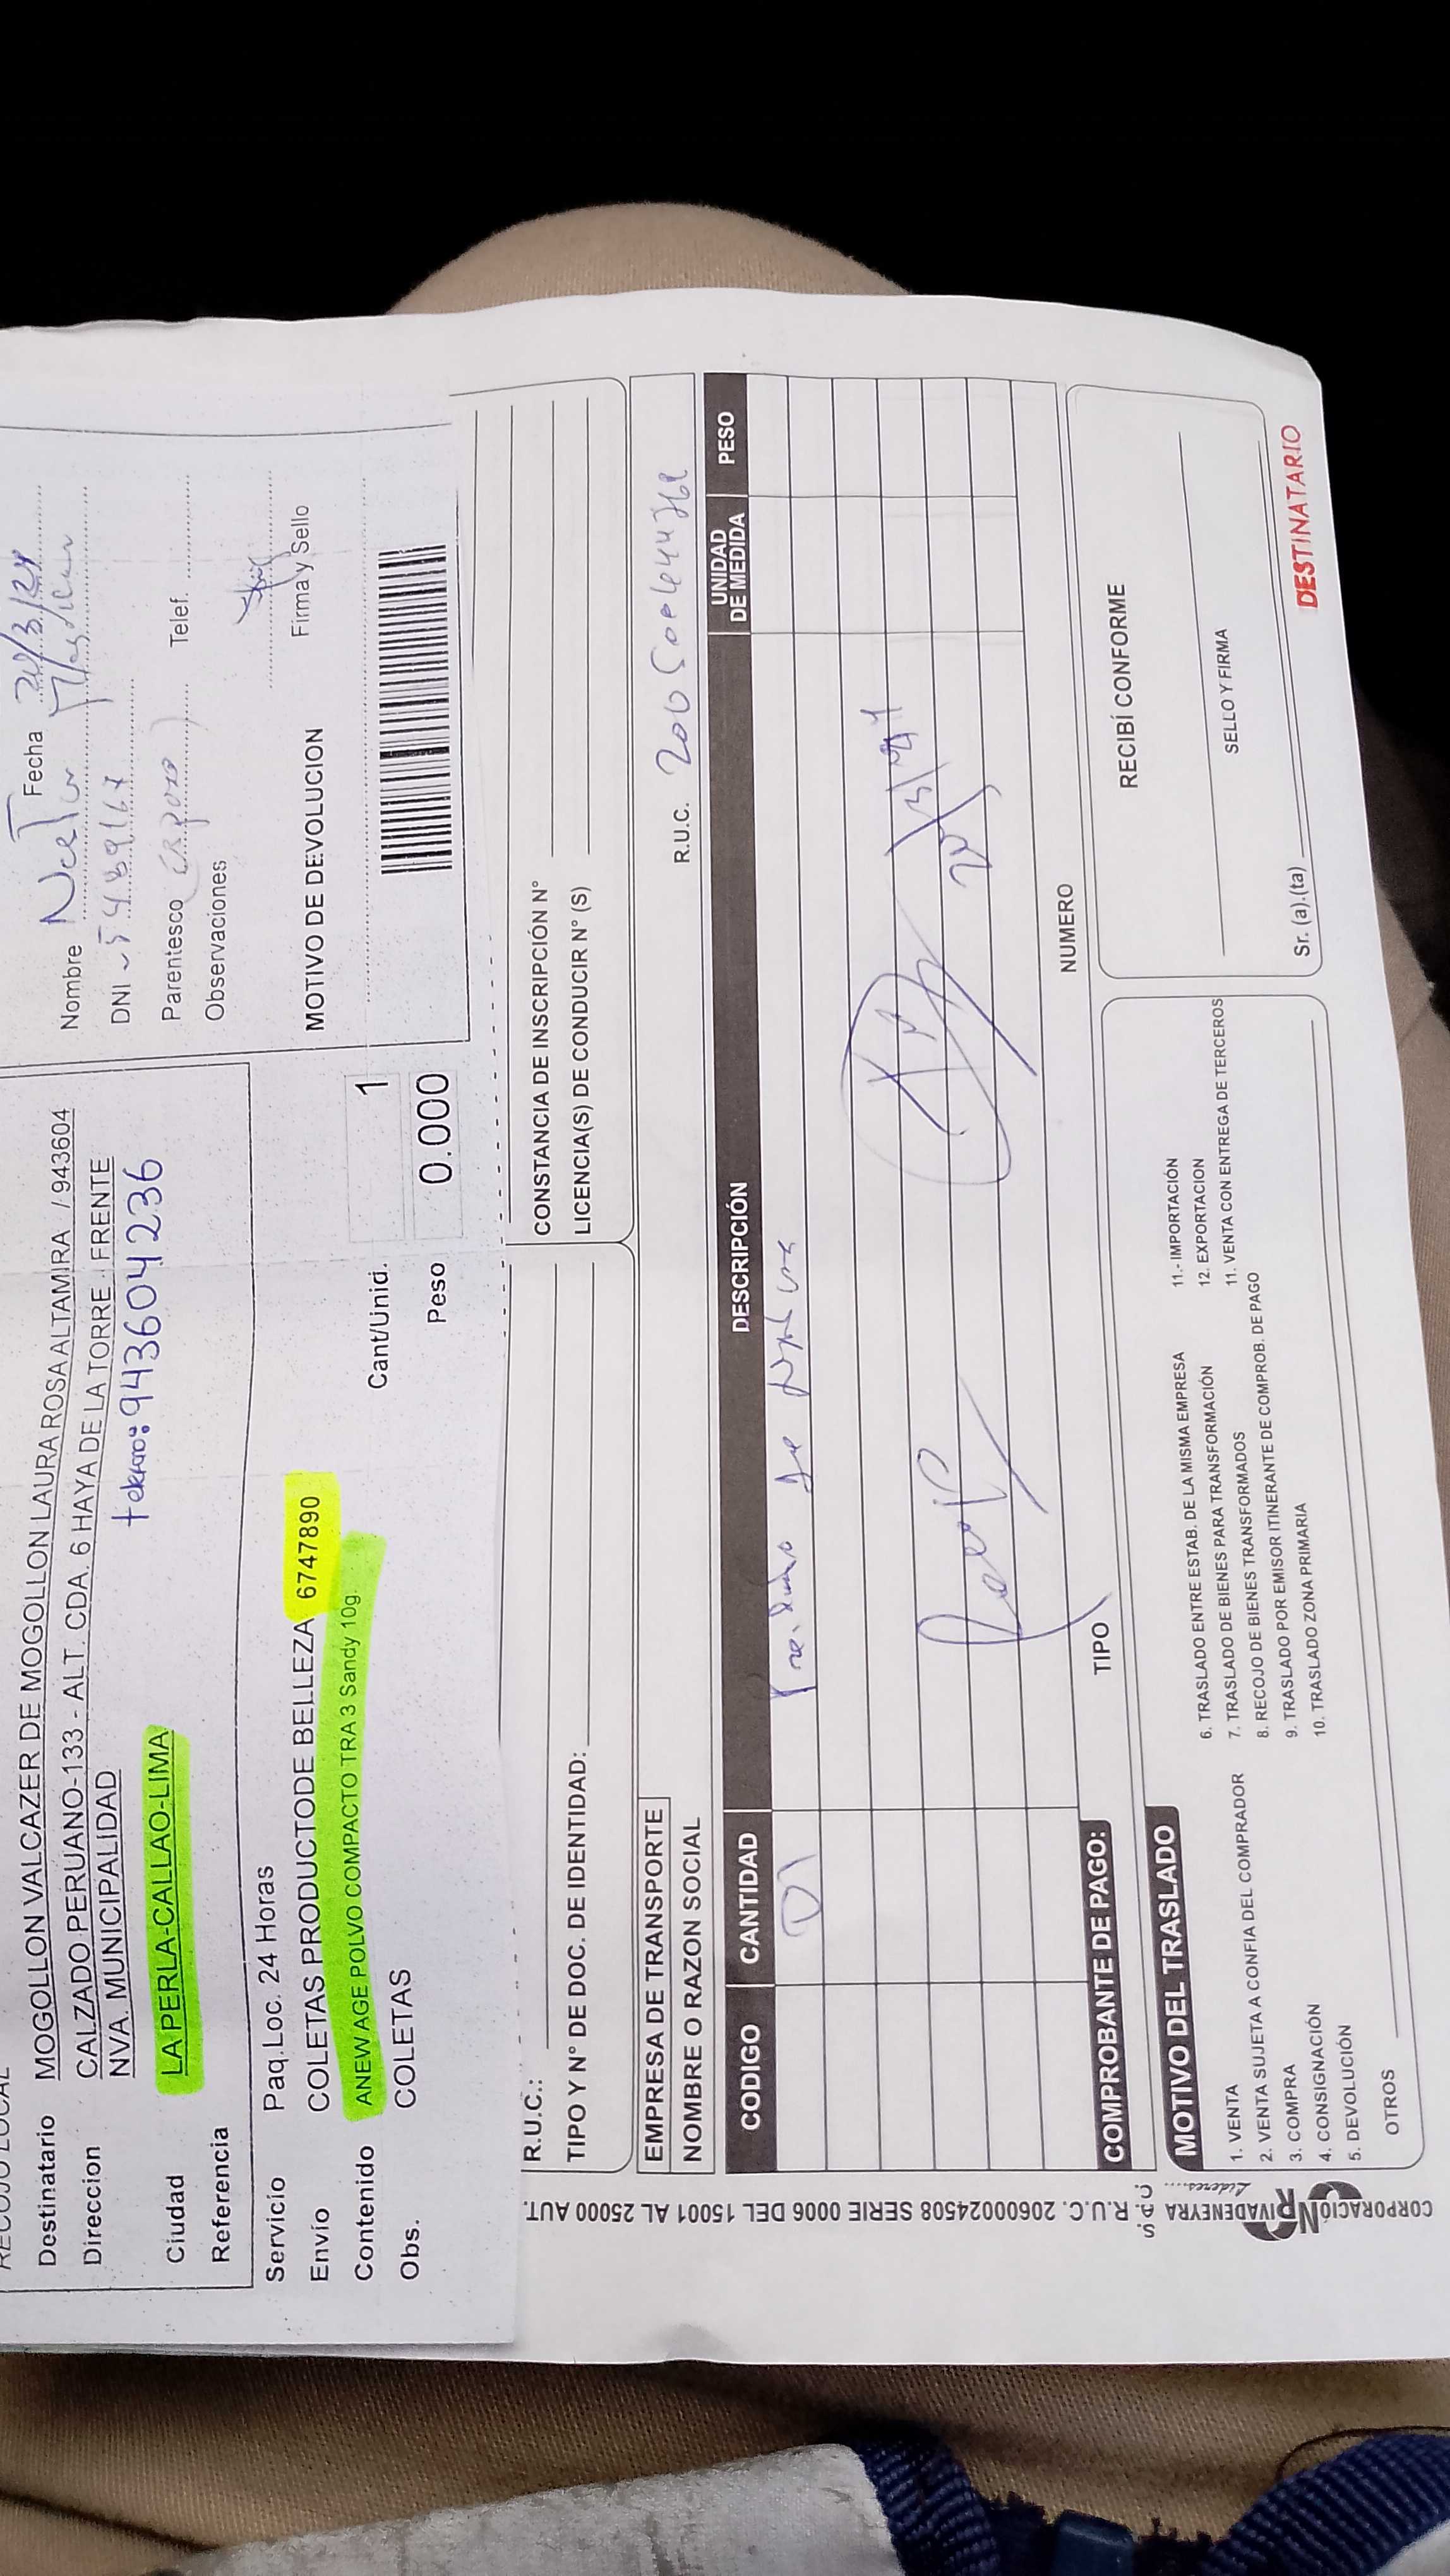 RECOJO LOCAL
Destinatario MOGOLLON VALCAZER DE MOGOLLON LAURA ROSA ALTAMIRA / 943604
Direccion CALZADO PERUANO-133 - ALT. CDA. 6 HAYA DE LA TORRE . FRENTE
NVA. MUNICIPALIDAD
telefono: 943604236
Ciudad LA PERLA-CALLAO-LIMA
Referencia
Servicio Paq.Loc. 24 Horas
Envío COLETAS PRODUCTODE BELLEZA 6747890
Contenido ANEW AGE POLVO COMPACTO TRA 3 Sandy 10g.
Obs. COLETAS
Cant/Unid. 1
Peso 0.000
Fecha
Nombre
DNI
Parentesco Telef.
Observaciones
Firma y Sello
MOTIVO DE DEVOLUCION
R.U.C.:
TIPO Y N° DE DOC. DE IDENTIDAD:
CONSTANCIA DE INSCRIPCIÓN N°
LICENCIA(S) DE CONDUCIR N° (S)
EMPRESA DE TRANSPORTE
NOMBRE O RAZON SOCIAL R.U.C.
CODIGO CANTIDAD DESCRIPCIÓN UNIDAD DE MEDIDA PESO
01
COMPROBANTE DE PAGO: TIPO NUMERO
MOTIVO DEL TRASLADO
1. VENTA
2. VENTA SUJETA A CONFIA DEL COMPRADOR
3. COMPRA
4. CONSIGNACIÓN
5. DEVOLUCIÓN
OTROS
6. TRASLADO ENTRE ESTAB. DE LA MISMA EMPRESA
7. TRASLADO DE BIENES PARA TRANSFORMACIÓN
8. RECOJO DE BIENES TRANSFORMADOS
9. TRASLADO POR EMISOR ITINERANTE DE COMPROB. DE PAGO
10. TRASLADO ZONA PRIMARIA
11.- IMPORTACIÓN
12. EXPORTACION
11. VENTA CON ENTREGA DE TERCEROS
RECIBÍ CONFORME
SELLO Y FIRMA
Sr. (a).(ta)
DESTINATARIO
CORPORACIÓN RIVADENEYRA S. A. C. R.U.C. 20600024508 SERIE 0006 DEL 15001 AL 25000 AUT.
Lideres.....